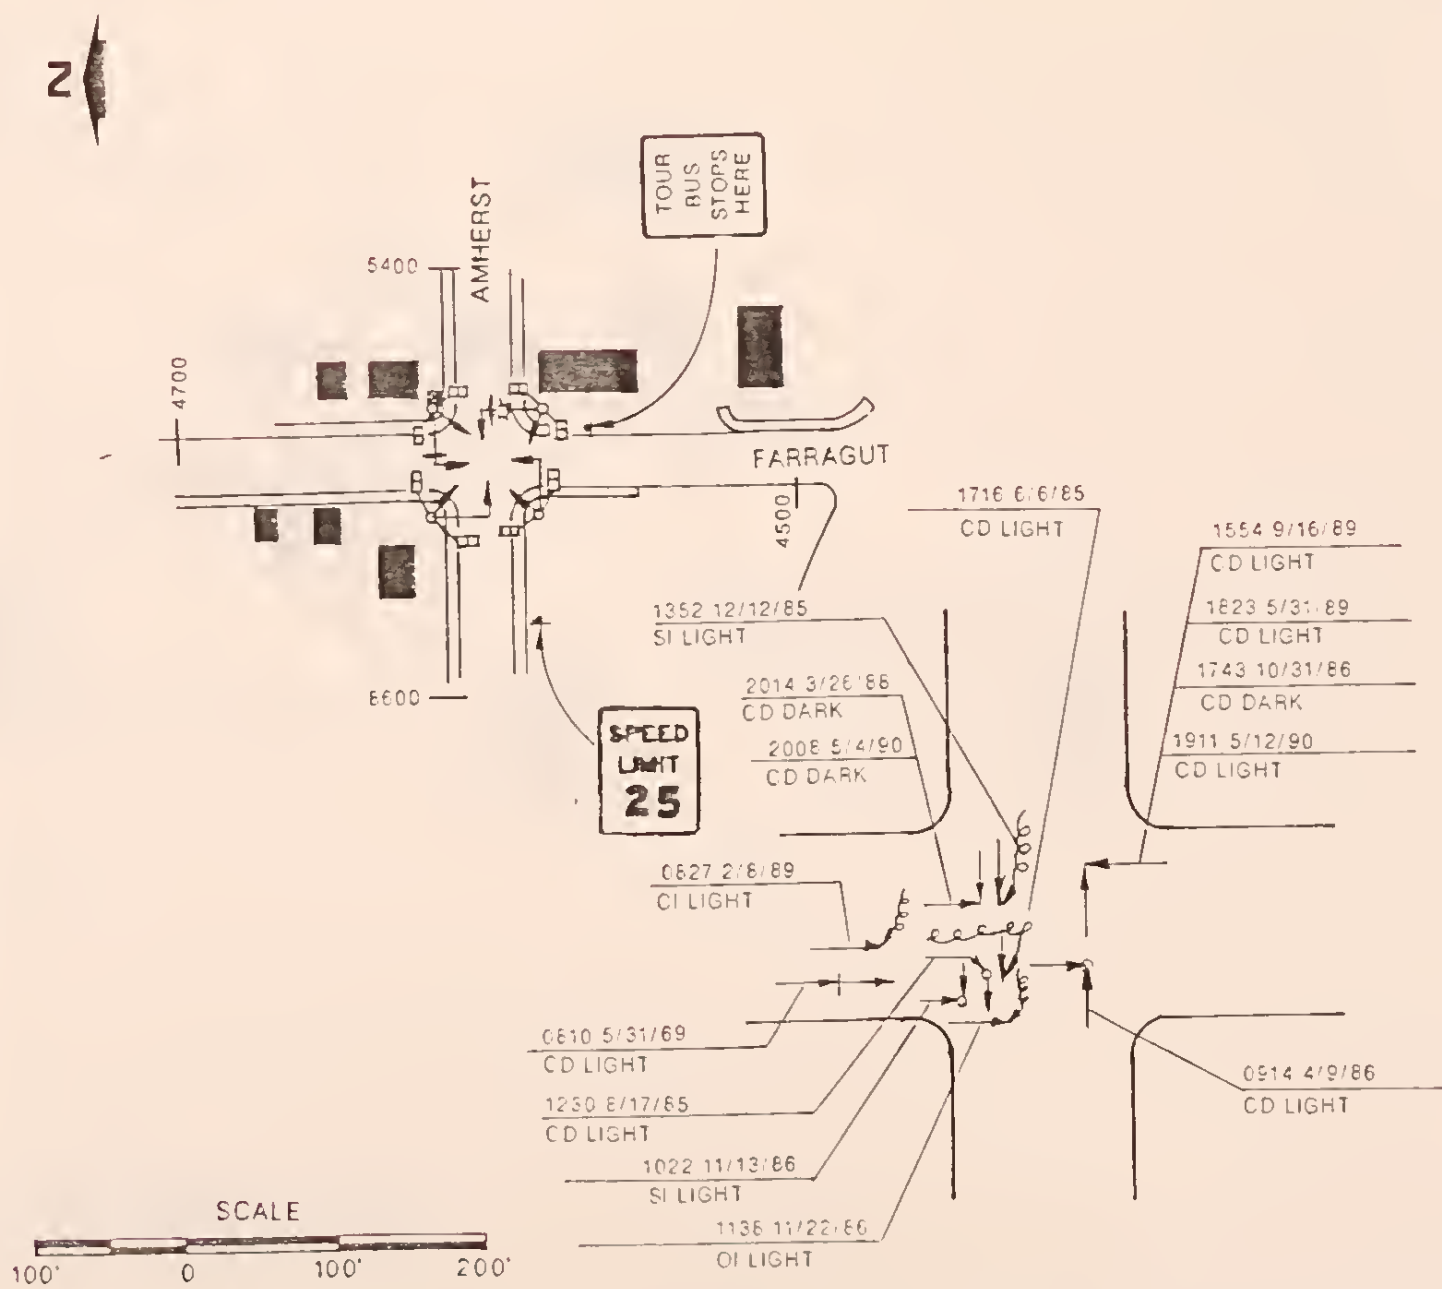 N
TOUR
BUS
STOPS
HERE
AMHERST
5400
4700
FARRAGUT
4500
1716 6/6/85
CD LIGHT
1554 9/16/89
CD LIGHT
1352 12/12/85
SI LIGHT
1823 5/31/89
CD LIGHT
2014 3/26/88
CD DARK
1743 10/31/86
CD DARK
8600
SPEED
LIMIT
25
2008 5/4/90
CD DARK
1911 5/12/90
CD LIGHT
0827 2/8/89
CI LIGHT
0810 5/31/69
CD LIGHT
0914 4/9/86
CD LIGHT
1230 8/17/85
CD LIGHT
1022 11/13/86
SI LIGHT
1138 11/22/86
OI LIGHT
SCALE
100' 0 100' 200'